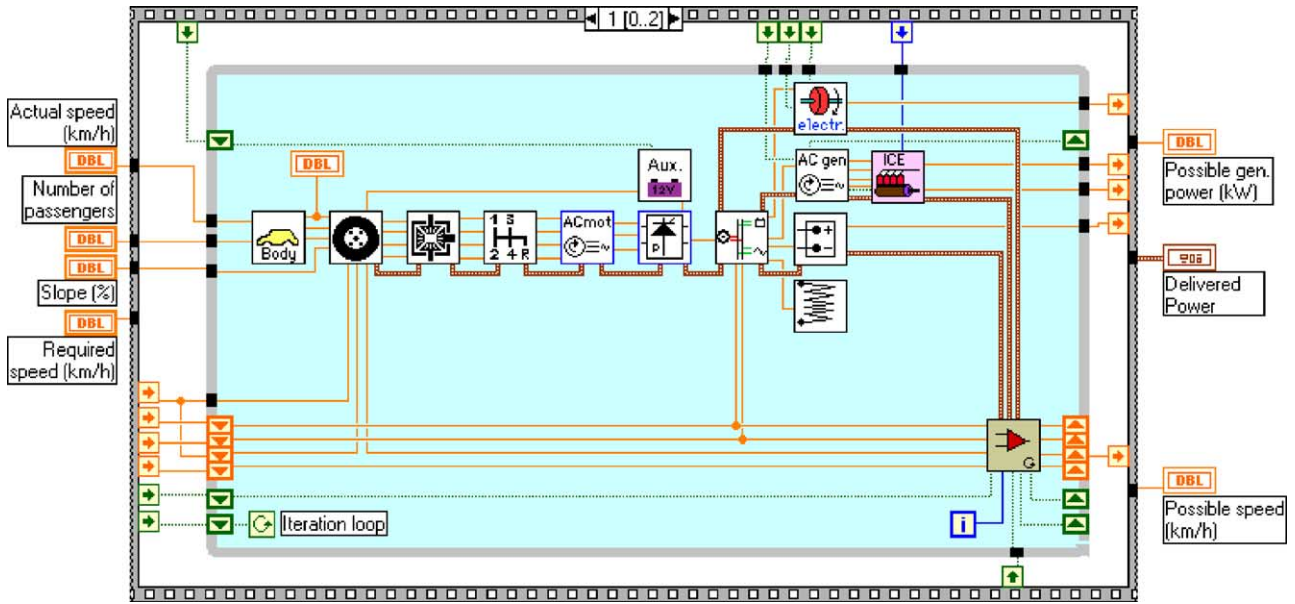 1 [0..2]
Actual speed
(km/h)
DBL
Number of
passengers
DBL
DBL
Slope (%)
DBL
Required
speed (km/h)
DBL
Body
1 3
2 4 R
ACmot
Aux.
12V
P
electr.
AC gen
ICE
DBL
Possible gen.
power (kW)
Delivered
Power
DBL
Possible speed
(km/h)
Iteration loop
i